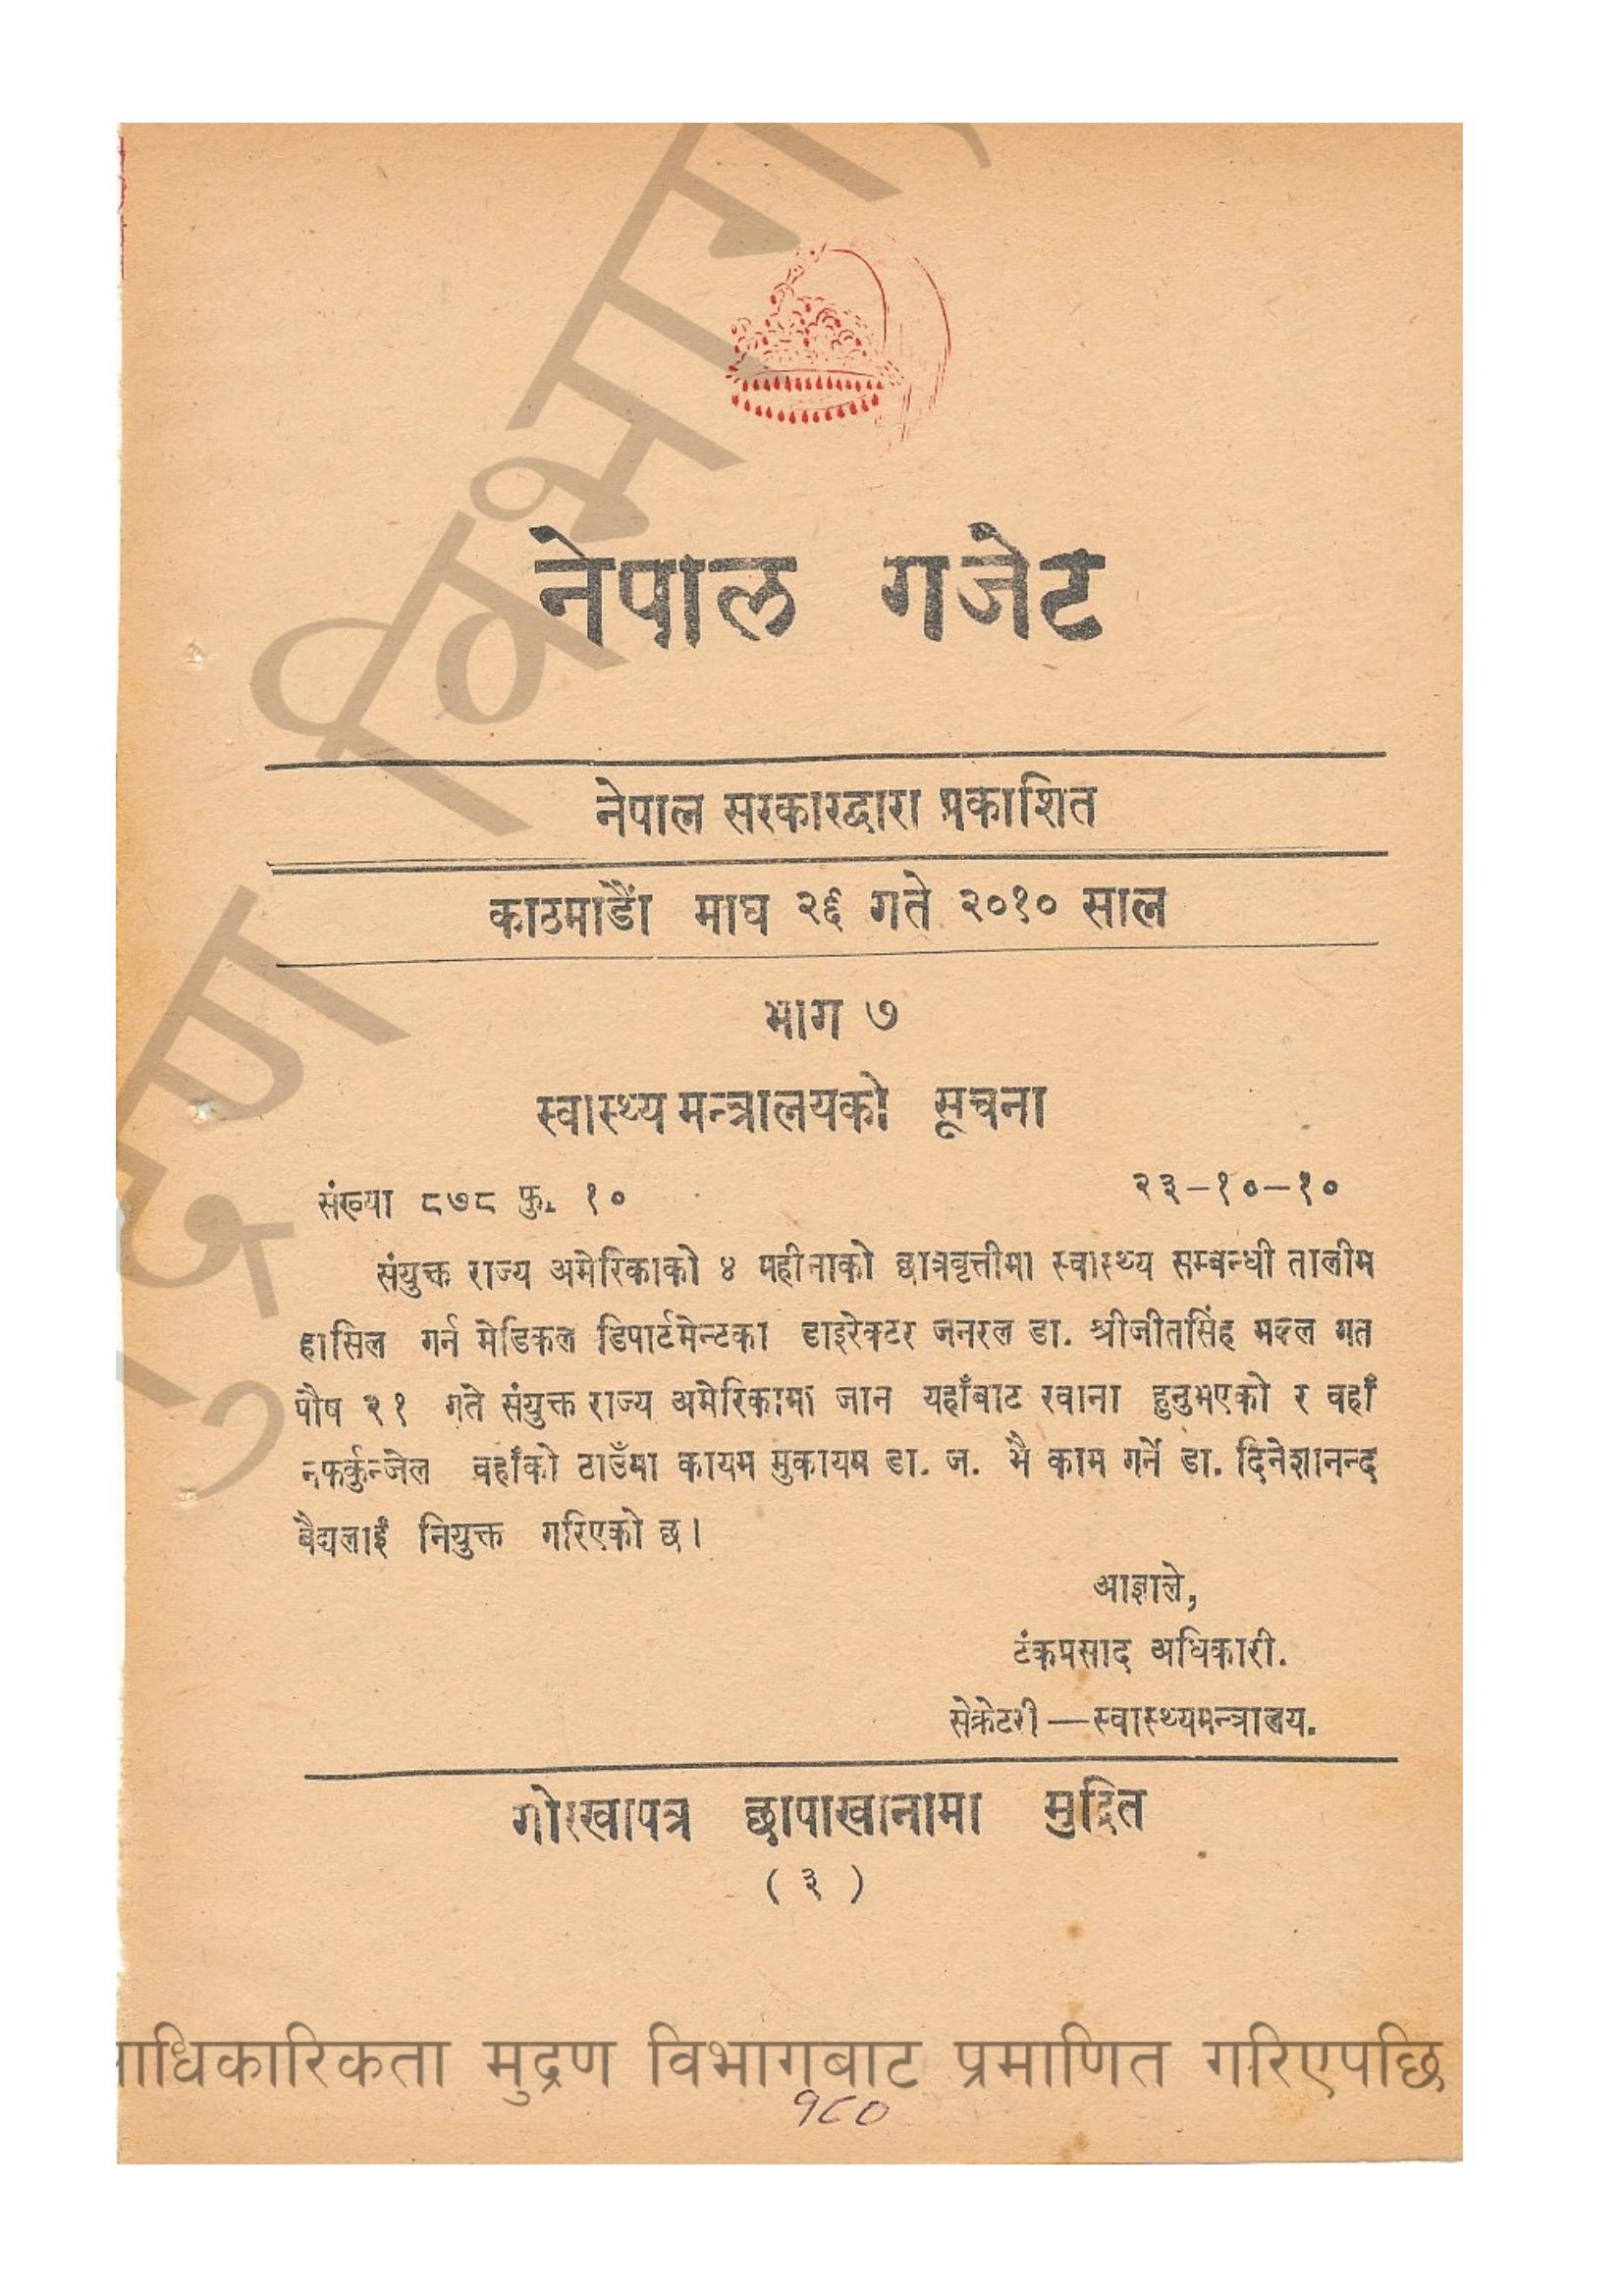 नेपाल गजेट
नेपाल सरकारद्वारा प्रकाशित
काठमाडौं माघ २६ गते २०१० साल
भाग ७
स्वास्थ्य मन्त्रालयको सूचना
संख्या ८७८ फु. १० २३-१०-१०
संयुक्त राज्य अमेरिकाको ४ महीनाको छात्रवृत्तीमा स्वास्थ्य सम्बन्धी तालीम
हासिल गर्न मेडिकल डिपार्टमेन्टका डाइरेक्टर जनरल डा. श्रीजीतसिंह मल्ल गत
पौष २१ गते संयुक्त राज्य अमेरिकामा जान यहाँबाट रवाना हुनुभएको र वहाँ
नफर्कुन्जेल वहाँको ठाउँमा कायम मुकायम डा. ज. भै काम गर्ने डा. दिनेशानन्द
बैद्यलाई नियुक्त गरिएको छ।
आज्ञाले,
टंकप्रसाद अधिकारी.
सेक्रेटरी—स्वास्थ्यमन्त्रालय.
गोरखापत्र छापाखानामा मुद्रित
( ३ )
मुद्रण विभागबाट प्रमाणित गरिएपछि
१८०